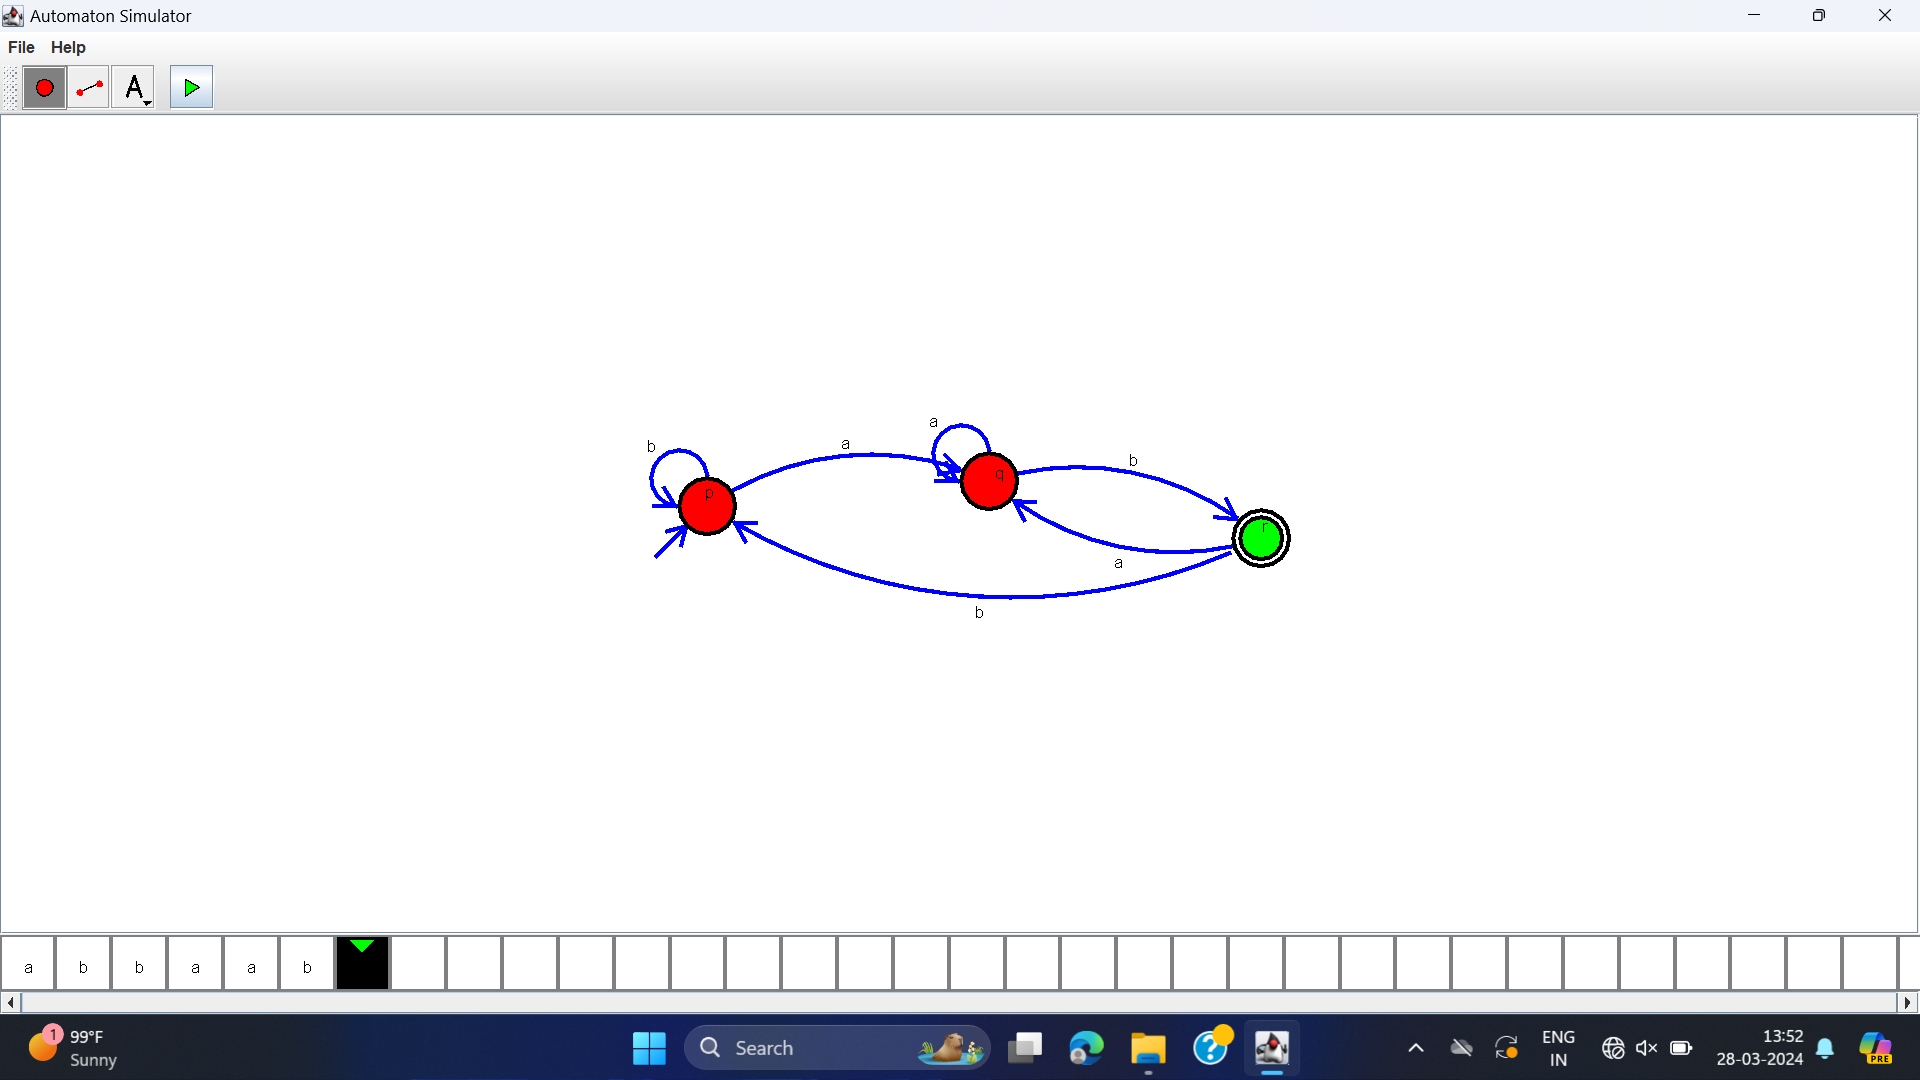 Automaton Simulator
File Help
A
a
b
a
b
p
q
r
a
b
a b b a a b
1
99°F
Sunny
Search
?
ENG
IN
13:52
28-03-2024
PRE